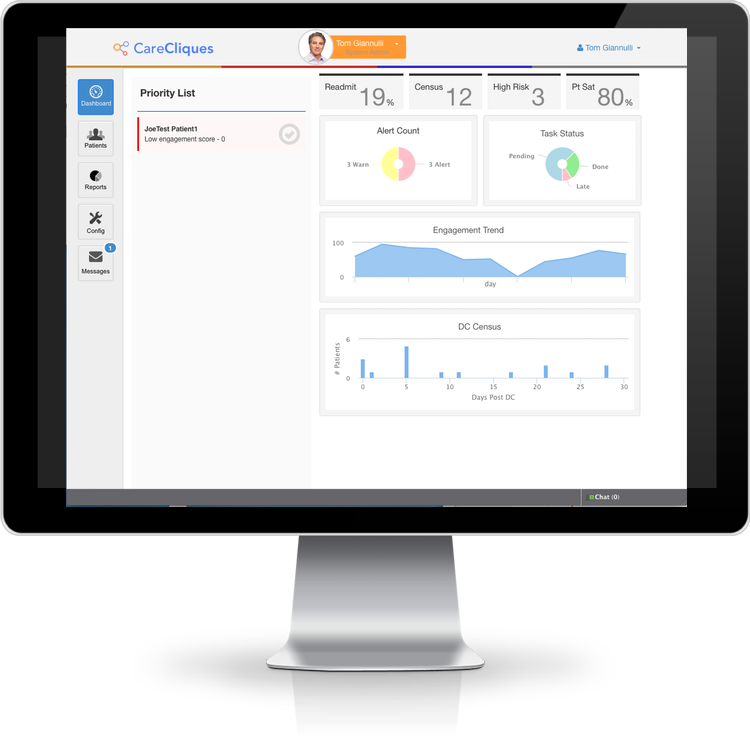 CareCliques
Tom Giannulli
Tom Giannulli
Dashboard
Patients
Reports
Config
1
Messages
Priority List
JoeTest Patient1
Low engagement score - 0
Readmit 19%
Census 12
High Risk 3
Pt Sat 80%
Alert Count
3 Warn
3 Alert
Task Status
Pending
Done
Late
Engagement Trend
100
0
day
DC Census
# Patients
6
0
0 5 10 15 20 25 30
Days Post DC
Chat (0)